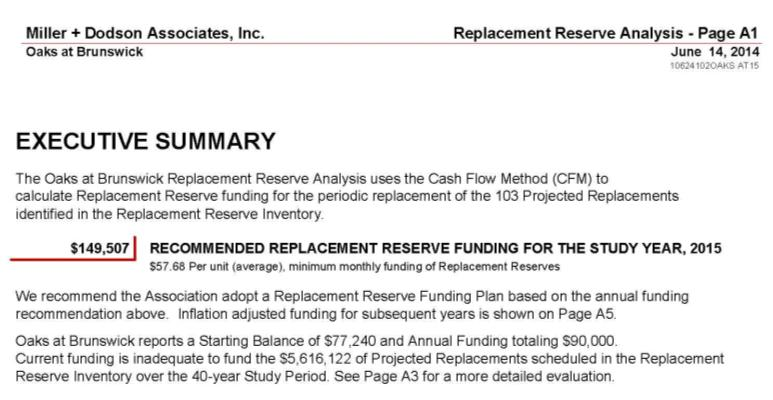 Miller + Dodson Associates, Inc.
Replacement Reserve Analysis - Page A1
Oaks at Brunswick
June 14, 2014
10624102OAKS AT15
EXECUTIVE SUMMARY
The Oaks at Brunswick Replacement Reserve Analysis uses the Cash Flow Method (CFM) to
calculate Replacement Reserve funding for the periodic replacement of the 103 Projected Replacements
identified in the Replacement Reserve Inventory.
$149,507 RECOMMENDED REPLACEMENT RESERVE FUNDING FOR THE STUDY YEAR, 2015
$57.68 Per unit (average), minimum monthly funding of Replacement Reserves
We recommend the Association adopt a Replacement Reserve Funding Plan based on the annual funding
recommendation above. Inflation adjusted funding for subsequent years is shown on Page A5.
Oaks at Brunswick reports a Starting Balance of $77,240 and Annual Funding totaling $90,000.
Current funding is inadequate to fund the $5,616,122 of Projected Replacements scheduled in the Replacement
Reserve Inventory over the 40-year Study Period. See Page A3 for a more detailed evaluation.